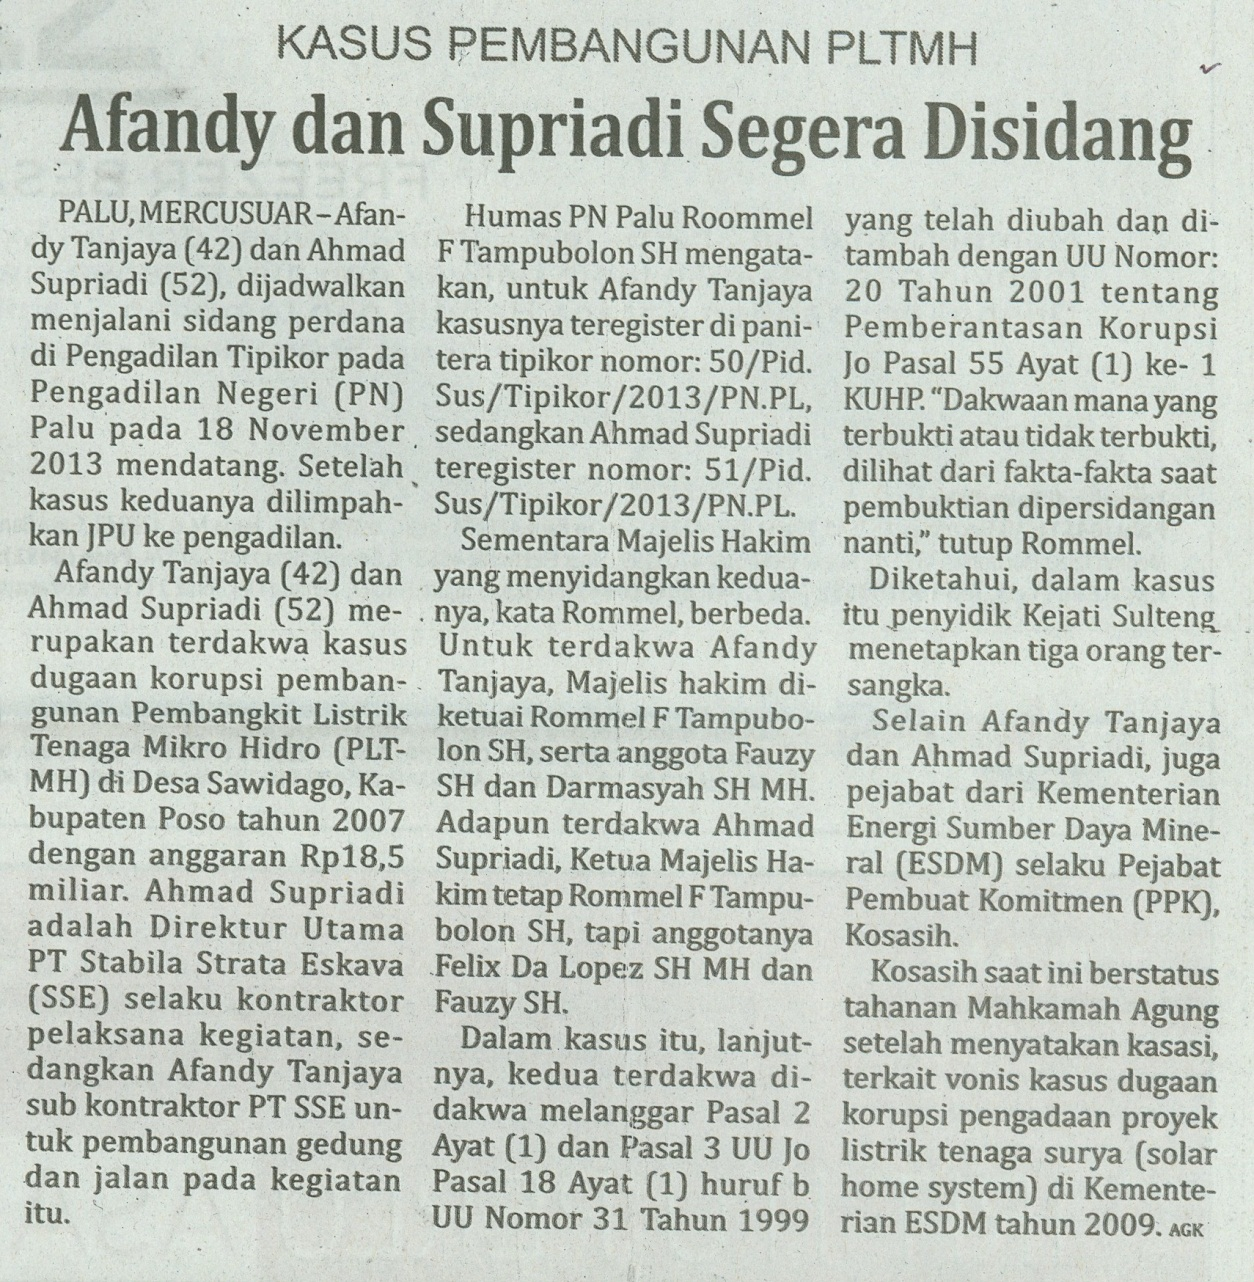 KASUS PEMBANGUNAN PLTMH
Afandy dan Supriadi Segera Disidang
PALU, MERCUSUAR – Afan-
dy Tanjaya (42) dan Ahmad
Supriadi (52), dijadwalkan
menjalani sidang perdana
di Pengadilan Tipikor pada
Pengadilan Negeri (PN)
Palu pada 18 November
2013 mendatang. Setelah
kasus keduanya dilimpah-
kan JPU ke pengadilan.
Afandy Tanjaya (42) dan
Ahmad Supriadi (52) me-
rupakan terdakwa kasus
dugaan korupsi pemban-
gunan Pembangkit Listrik
Tenaga Mikro Hidro (PLT-
MH) di Desa Sawidago, Ka-
bupaten Poso tahun 2007
dengan anggaran Rp18,5
miliar. Ahmad Supriadi
adalah Direktur Utama
PT Stabila Strata Eskava
(SSE) selaku kontraktor
pelaksana kegiatan, se-
dangkan Afandy Tanjaya
sub kontraktor PT SSE un-
tuk pembangunan gedung
dan jalan pada kegiatan
itu.
Humas PN Palu Roommel
F Tampubolon SH mengata-
kan, untuk Afandy Tanjaya
kasusnya teregister di pani-
tera tipikor nomor: 50/Pid.
Sus/Tipikor/2013/PN.PL,
sedangkan Ahmad Supriadi
teregister nomor: 51/Pid.
Sus/Tipikor/2013/PN.PL.
Sementara Majelis Hakim
yang menyidangkan kedua-
nya, kata Rommel, berbeda.
Untuk terdakwa Afandy
Tanjaya, Majelis hakim di-
ketuai Rommel F Tampubo-
lon SH, serta anggota Fauzy
SH dan Darmasyah SH MH.
Adapun terdakwa Ahmad
Supriadi, Ketua Majelis Ha-
kim tetap Rommel F Tampu-
bolon SH, tapi anggotanya
Felix Da Lopez SH MH dan
Fauzy SH.
Dalam kasus itu, lanjut-
nya, kedua terdakwa di-
dakwa melanggar Pasal 2
Ayat (1) dan Pasal 3 UU Jo
Pasal 18 Ayat (1) huruf b
UU Nomor 31 Tahun 1999
yang telah diubah dan di-
tambah dengan UU Nomor:
20 Tahun 2001 tentang
Pemberantasan Korupsi
Jo Pasal 55 Ayat (1) ke- 1
KUHP. “Dakwaan mana yang
terbukti atau tidak terbukti,
dilihat dari fakta-fakta saat
pembuktian dipersidangan
nanti,” tutup Rommel.
Diketahui, dalam kasus
itu penyidik Kejati Sulteng
menetapkan tiga orang ter-
sangka.
Selain Afandy Tanjaya
dan Ahmad Supriadi, juga
pejabat dari Kementerian
Energi Sumber Daya Mine-
ral (ESDM) selaku Pejabat
Pembuat Komitmen (PPK),
Kosasih.
Kosasih saat ini berstatus
tahanan Mahkamah Agung
setelah menyatakan kasasi,
terkait vonis kasus dugaan
korupsi pengadaan proyek
listrik tenaga surya (solar
home system) di Kemente-
rian ESDM tahun 2009. AGK